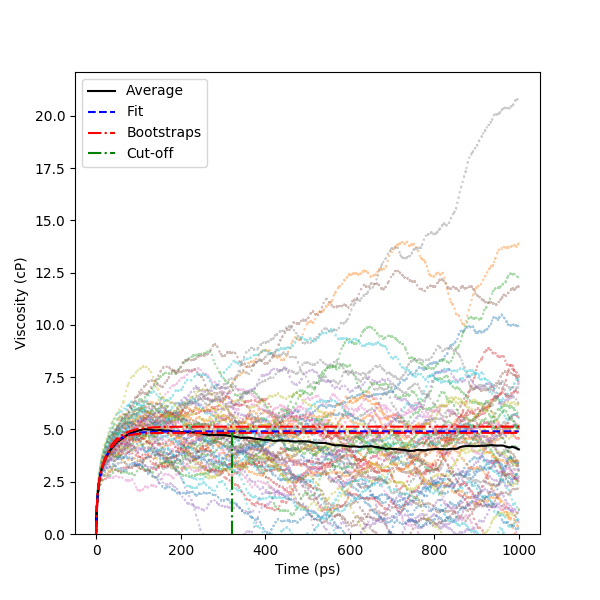 Average
Fit
Bootstraps
Cut-off
Viscosity (cP)
20.0
17.5
15.0
12.5
10.0
7.5
5.0
2.5
0.0
0 200 400 600 800 1000
Time (ps)